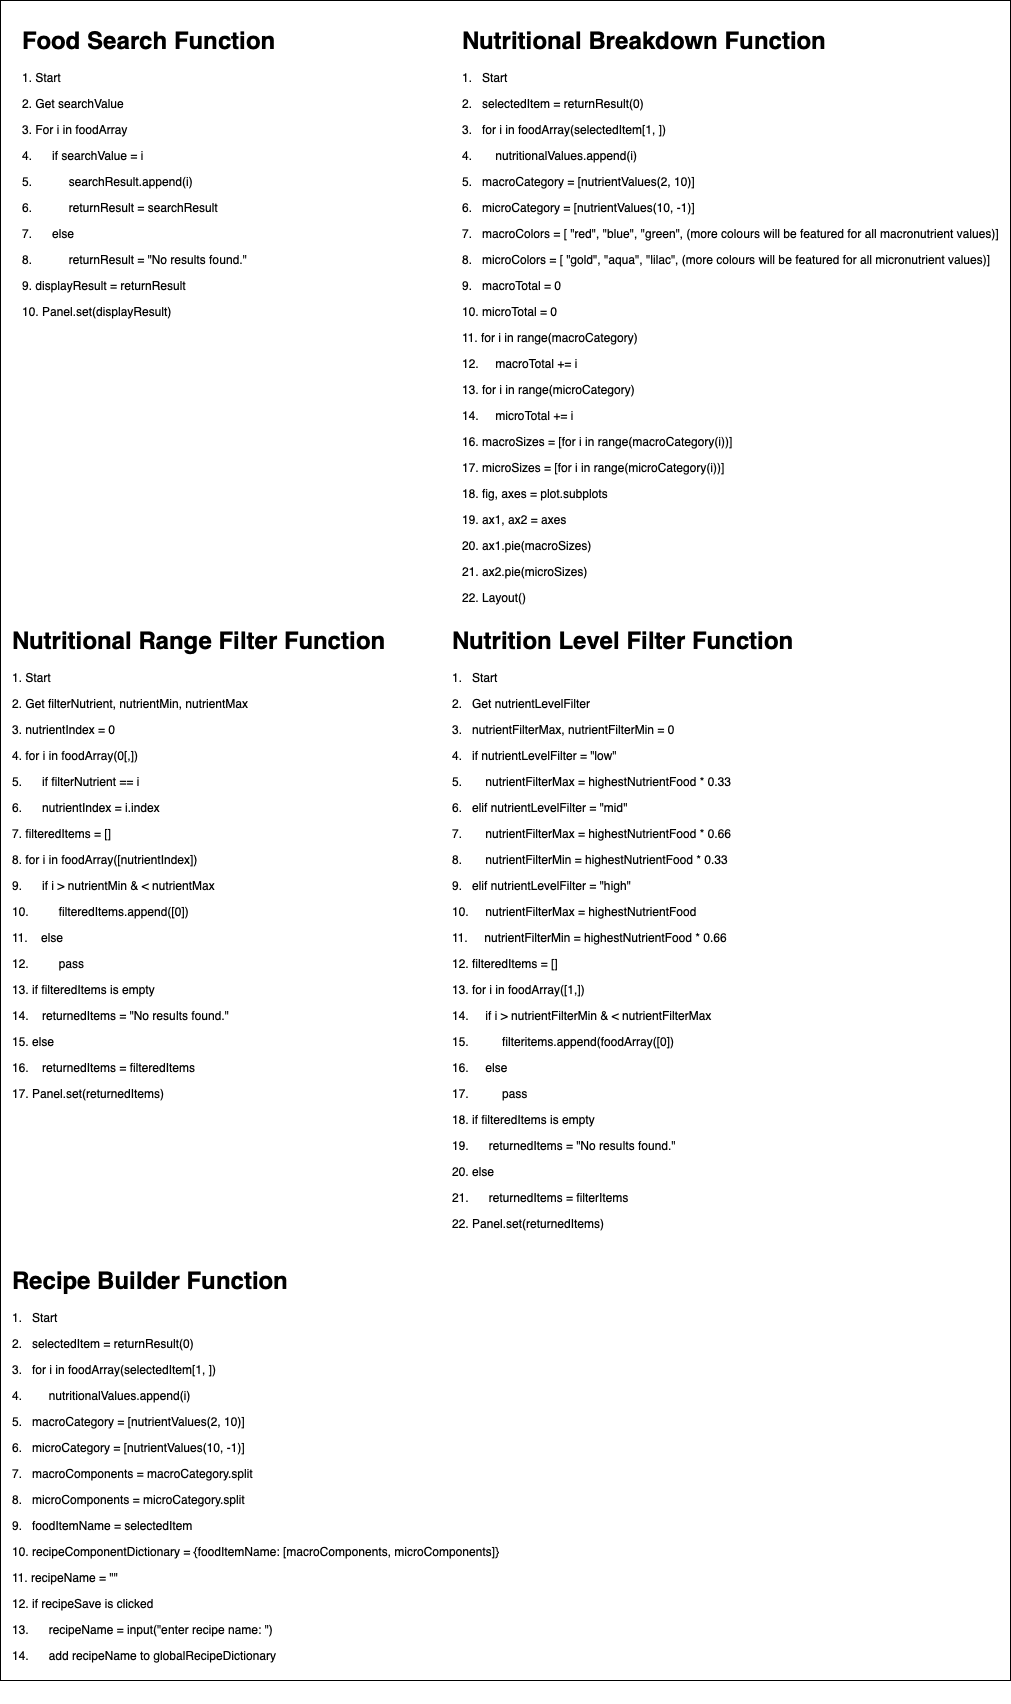 Food Search Function
1. Start
2. Get searchValue
3. For i in foodArray
4. if searchValue = i
5. searchResult.append(i)
6. returnResult = searchResult
7. else
8. returnResult = "No results found."
9. displayResult = returnResult
10. Panel.set(displayResult)
Nutritional Breakdown Function
1. Start
2. selectedItem = returnResult(0)
3. for i in foodArray(selectedItem[1, ])
4. nutritionalValues.append(i)
5. macroCategory = [nutrientValues(2, 10)]
6. microCategory = [nutrientValues(10, -1)]
7. macroColors = [ "red", "blue", "green", (more colours will be featured for all macronutrient values)]
8. microColors = [ "gold", "aqua", "lilac", (more colours will be featured for all micronutrient values)]
9. macroTotal = 0
10. microTotal = 0
11. for i in range(macroCategory)
12. macroTotal += i
13. for i in range(microCategory)
14. microTotal += i
16. macroSizes = [for i in range(macroCategory(i))]
17. microSizes = [for i in range(microCategory(i))]
18. fig, axes = plot.subplots
19. ax1, ax2 = axes
20. ax1.pie(macroSizes)
21. ax2.pie(microSizes)
22. Layout()
Nutritional Range Filter Function
1. Start
2. Get filterNutrient, nutrientMin, nutrientMax
3. nutrientIndex = 0
4. for i in foodArray(0[,])
5. if filterNutrient == i
6. nutrientIndex = i.index
7. filteredItems = []
8. for i in foodArray([nutrientIndex])
9. if i > nutrientMin & < nutrientMax
10. filteredItems.append([0])
11. else
12. pass
13. if filteredItems is empty
14. returnedItems = "No results found."
15. else
16. returnedItems = filteredItems
17. Panel.set(returnedItems)
Nutrition Level Filter Function
1. Start
2. Get nutrientLevelFilter
3. nutrientFilterMax, nutrientFilterMin = 0
4. if nutrientLevelFilter = "low"
5. nutrientFilterMax = highestNutrientFood * 0.33
6. elif nutrientLevelFilter = "mid"
7. nutrientFilterMax = highestNutrientFood * 0.66
8. nutrientFilterMin = highestNutrientFood * 0.33
9. elif nutrientLevelFilter = "high"
10. nutrientFilterMax = highestNutrientFood
11. nutrientFilterMin = highestNutrientFood * 0.66
12. filteredItems = []
13. for i in foodArray([1,])
14. if i > nutrientFilterMin & < nutrientFilterMax
15. filteritems.append(foodArray([0])
16. else
17. pass
18. if filteredItems is empty
19. returnedItems = "No results found."
20. else
21. returnedItems = filterItems
22. Panel.set(returnedItems)
Recipe Builder Function
1. Start
2. selectedItem = returnResult(0)
3. for i in foodArray(selectedItem[1, ])
4. nutritionalValues.append(i)
5. macroCategory = [nutrientValues(2, 10)]
6. microCategory = [nutrientValues(10, -1)]
7. macroComponents = macroCategory.split
8. microComponents = microCategory.split
9. foodItemName = selectedItem
10. recipeComponentDictionary = {foodItemName: [macroComponents, microComponents]}
11. recipeName = ""
12. if recipeSave is clicked
13. recipeName = input("enter recipe name: ")
14. add recipeName to globalRecipeDictionary